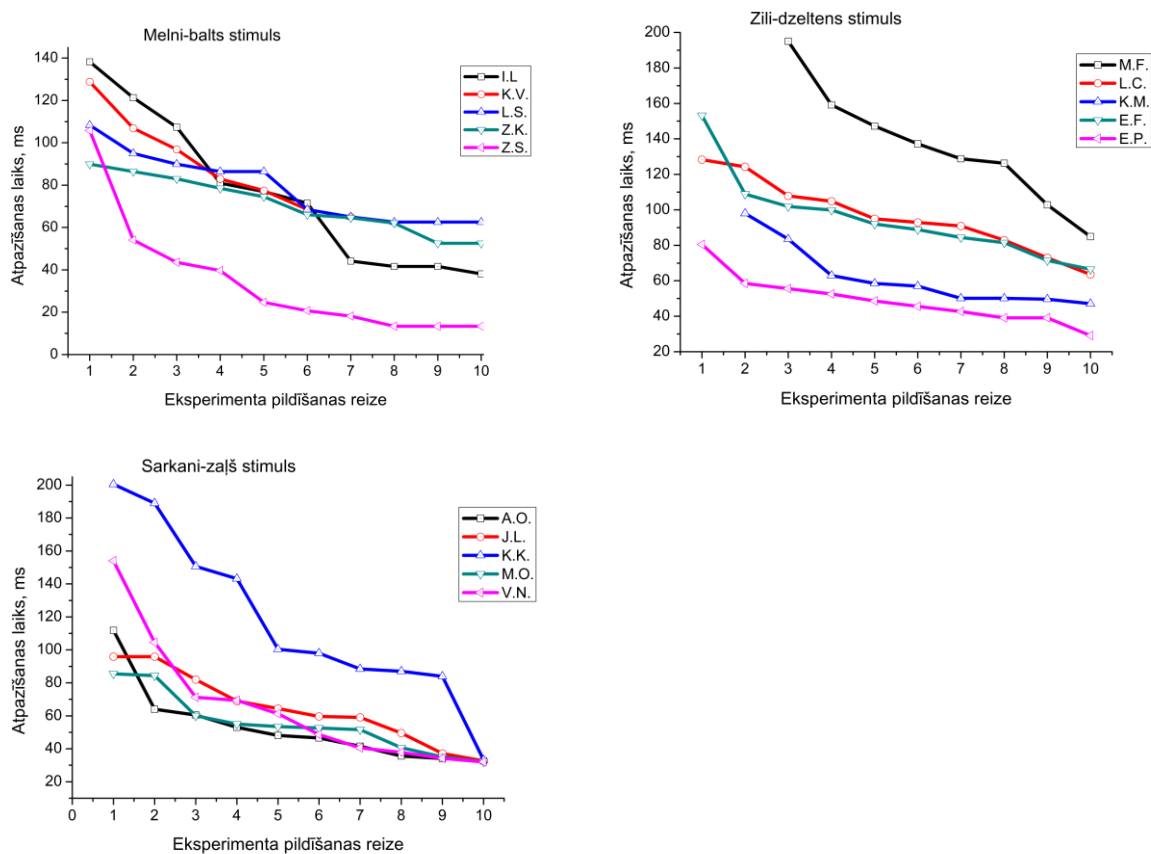 Melni-balts stimuls
Atpazīšanas laiks, ms
140
120
100
80
60
40
20
0
1 2 3 4 5 6 7 8 9 10
Eksperimenta pildīšanas reize
I.L
K.V.
L.S.
Z.K.
Z.S.
Zili-dzeltens stimuls
Atpazīšanas laiks, ms
200
180
160
140
120
100
80
60
40
20
1 2 3 4 5 6 7 8 9 10
Eksperimenta pildīšanas reize
M.F.
L.C.
K.M.
E.F.
E.P.
Sarkani-zaļš stimuls
Atpazīšanas laiks, ms
200
180
160
140
120
100
80
60
40
20
0
0 1 2 3 4 5 6 7 8 9 10
Eksperimenta pildīšanas reize
A.O.
J.L.
K.K.
M.O.
V.N.